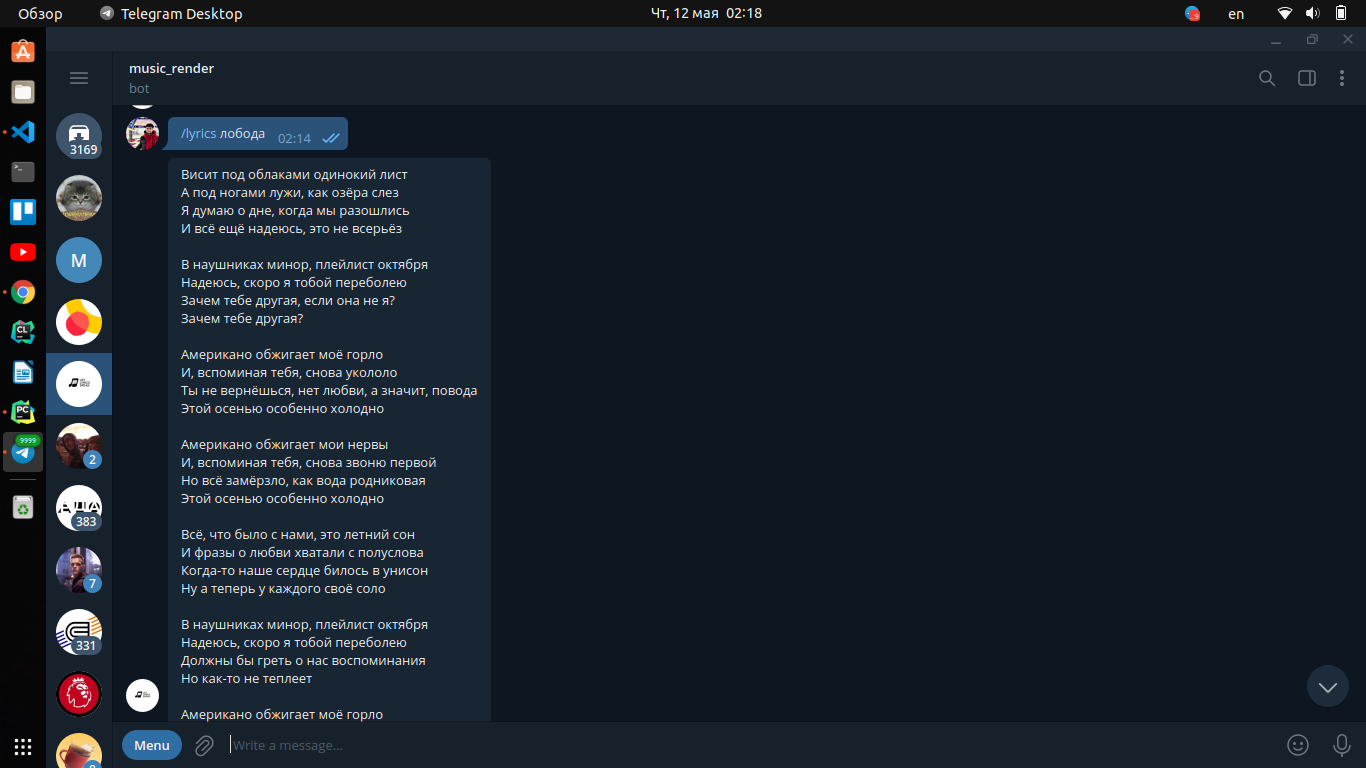 Обзор
Telegram Desktop
Чт, 12 мая 02:18
9
en
music_render
bot
3169
M
2
383
7
331
9999
CL
PC
/lyrics лобода 02:14
Висит под облаками одинокий лист
А под ногами лужи, как озёра слез
Я думаю о дне, когда мы разошлись
И всё ещё надеюсь, это не всерьёз
В наушниках минор, плейлист октября
Надеюсь, скоро я тобой переболею
Зачем тебе другая, если она не я?
Зачем тебе другая?
Американо обжигает моё горло
И, вспоминая тебя, снова укололо
Ты не вернёшься, нет любви, а значит, повода
Этой осенью особенно холодно
Американо обжигает мои нервы
И, вспоминая тебя, снова звоню первой
Но всё замёрзло, как вода родниковая
Этой осенью особенно холодно
Всё, что было с нами, это летний сон
И фразы о любви хватали с полуслова
Когда-то наше сердце билось в унисон
Ну а теперь у каждого своё соло
В наушниках минор, плейлист октября
Надеюсь, скоро я тобой переболею
Должны бы греть о нас воспоминания
Но как-то не теплеет
Американо обжигает моё горло
Menu
Write a message...